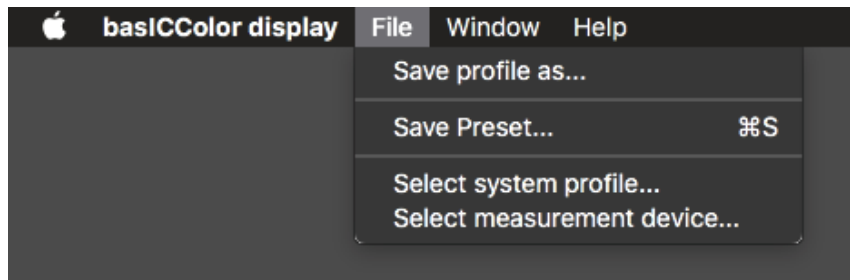 basICColor display File Window Help
Save profile as...
Save Preset... ⌘S
Select system profile...
Select measurement device...